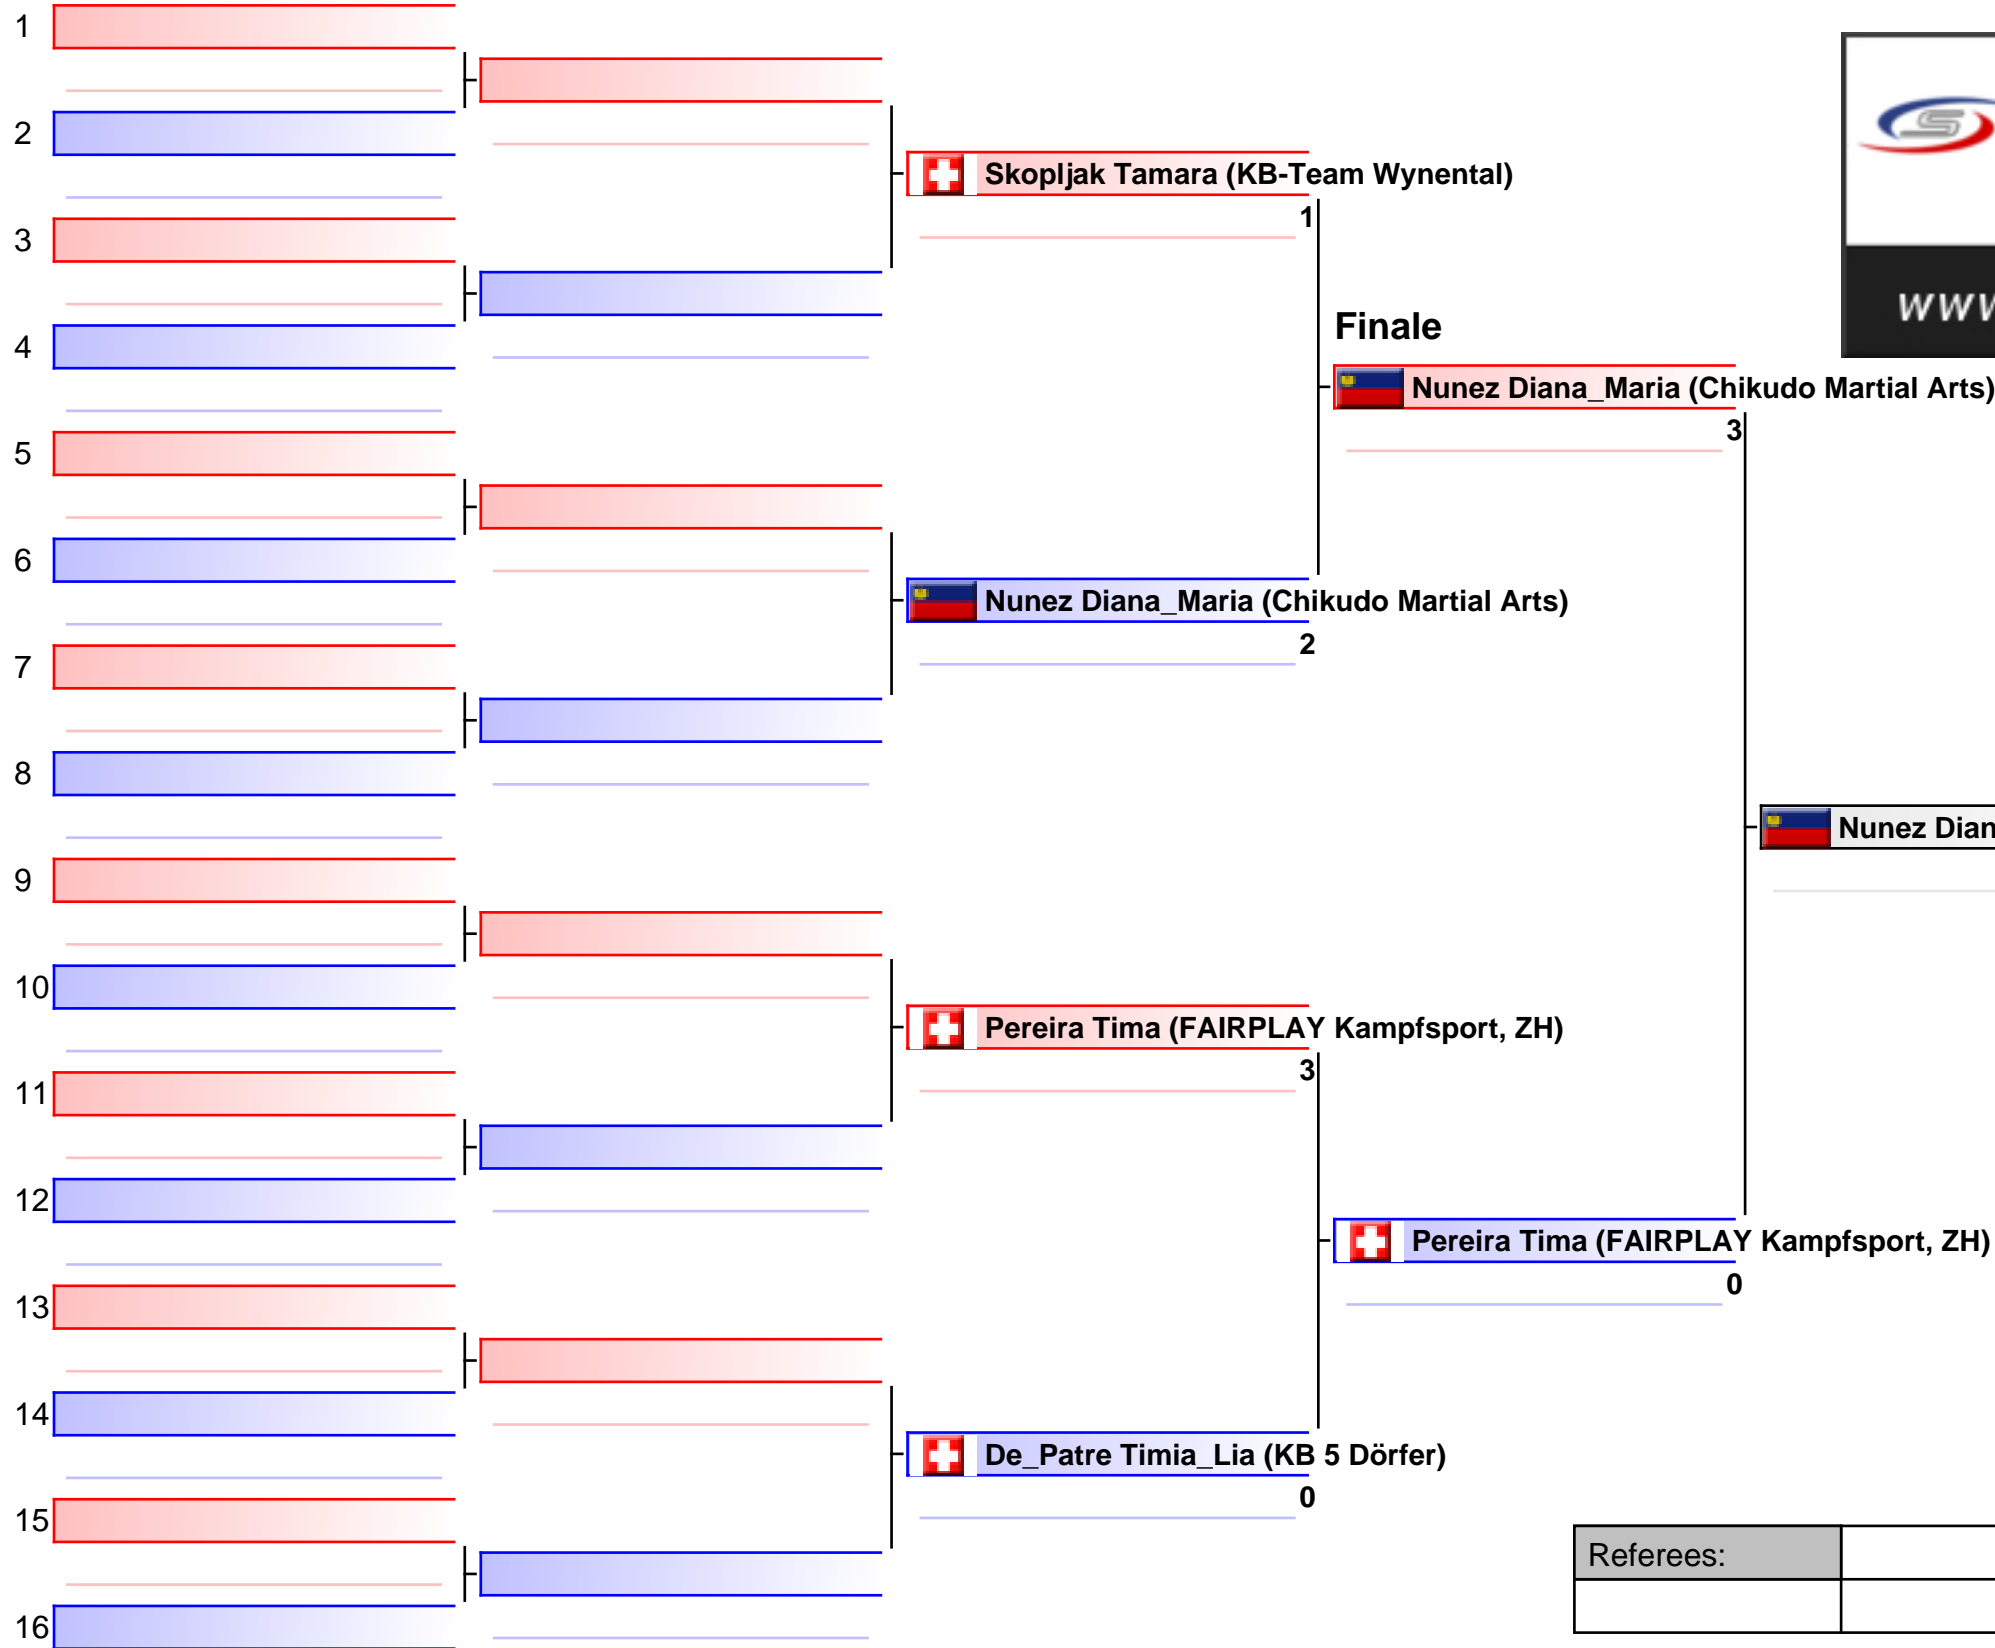 1
2
Skopljak Tamara (KB-Team Wynental)
1
3
Finale
4
Nunez Diana_Maria (Chikudo Martial Arts)
3
5
6
Nunez Diana_Maria (Chikudo Martial Arts)
2
7
8
Nunez Dian
9
10
Pereira Tima (FAIRPLAY Kampfsport, ZH)
3
11
12
Pereira Tima (FAIRPLAY Kampfsport, ZH)
0
13
14
De_Patre Timia_Lia (KB 5 Dörfer)
0
15
Referees:
16
S
www